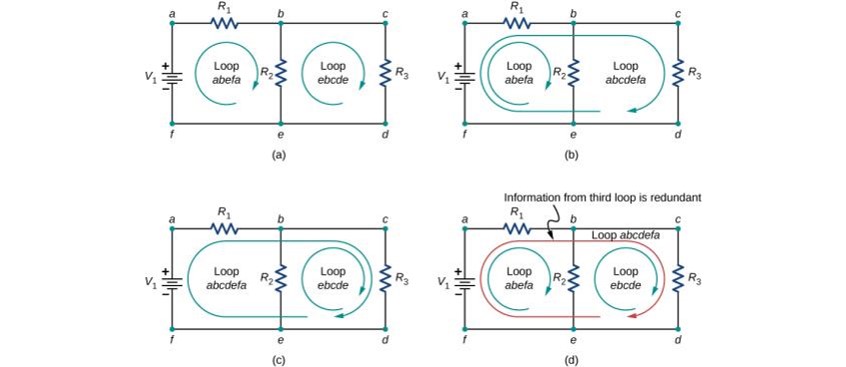 R1
a b c
V1 + − Loop abefa R2 Loop ebcde R3
f e d
(a)
R1
a b c
V1 + − Loop abefa R2 Loop abcdefa R3
f e d
(b)
R1
a b c
V1 + − Loop abcdefa R2 Loop ebcde R3
f e d
(c)
Information from third loop is redundant
R1
a b c
Loop abcdefa
V1 + − Loop abefa R2 Loop ebcde R3
f e d
(d)